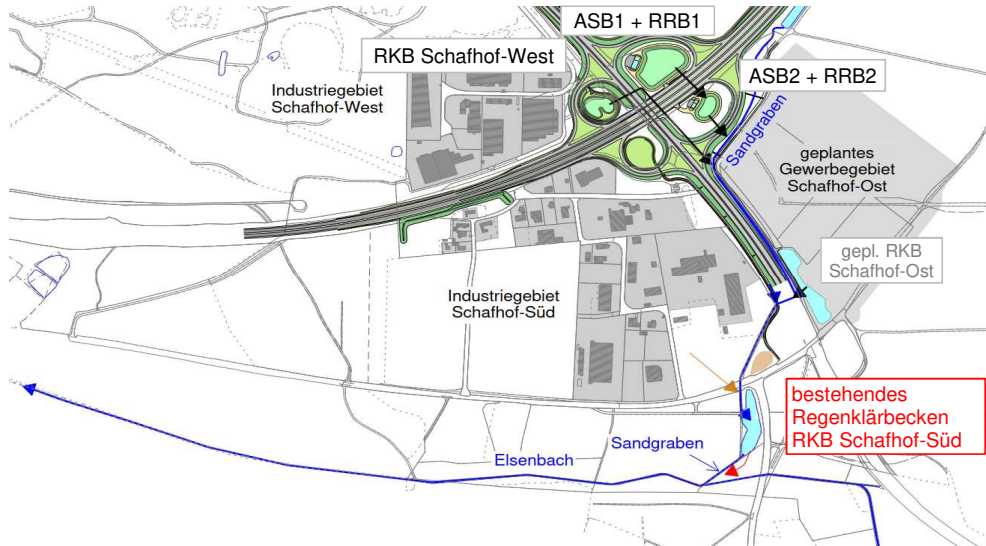 ASB1 + RRB1
RKB Schafhof-West
ASB2 + RRB2
Industriegebiet
Schafhof-West
Sandgraben
geplantes
Gewerbegebiet
Schafhof-Ost
gepl. RKB
Schafhof-Ost
Industriegebiet
Schafhof-Süd
bestehendes
Regenklärbecken
RKB Schafhof-Süd
Sandgraben
Elsenbach